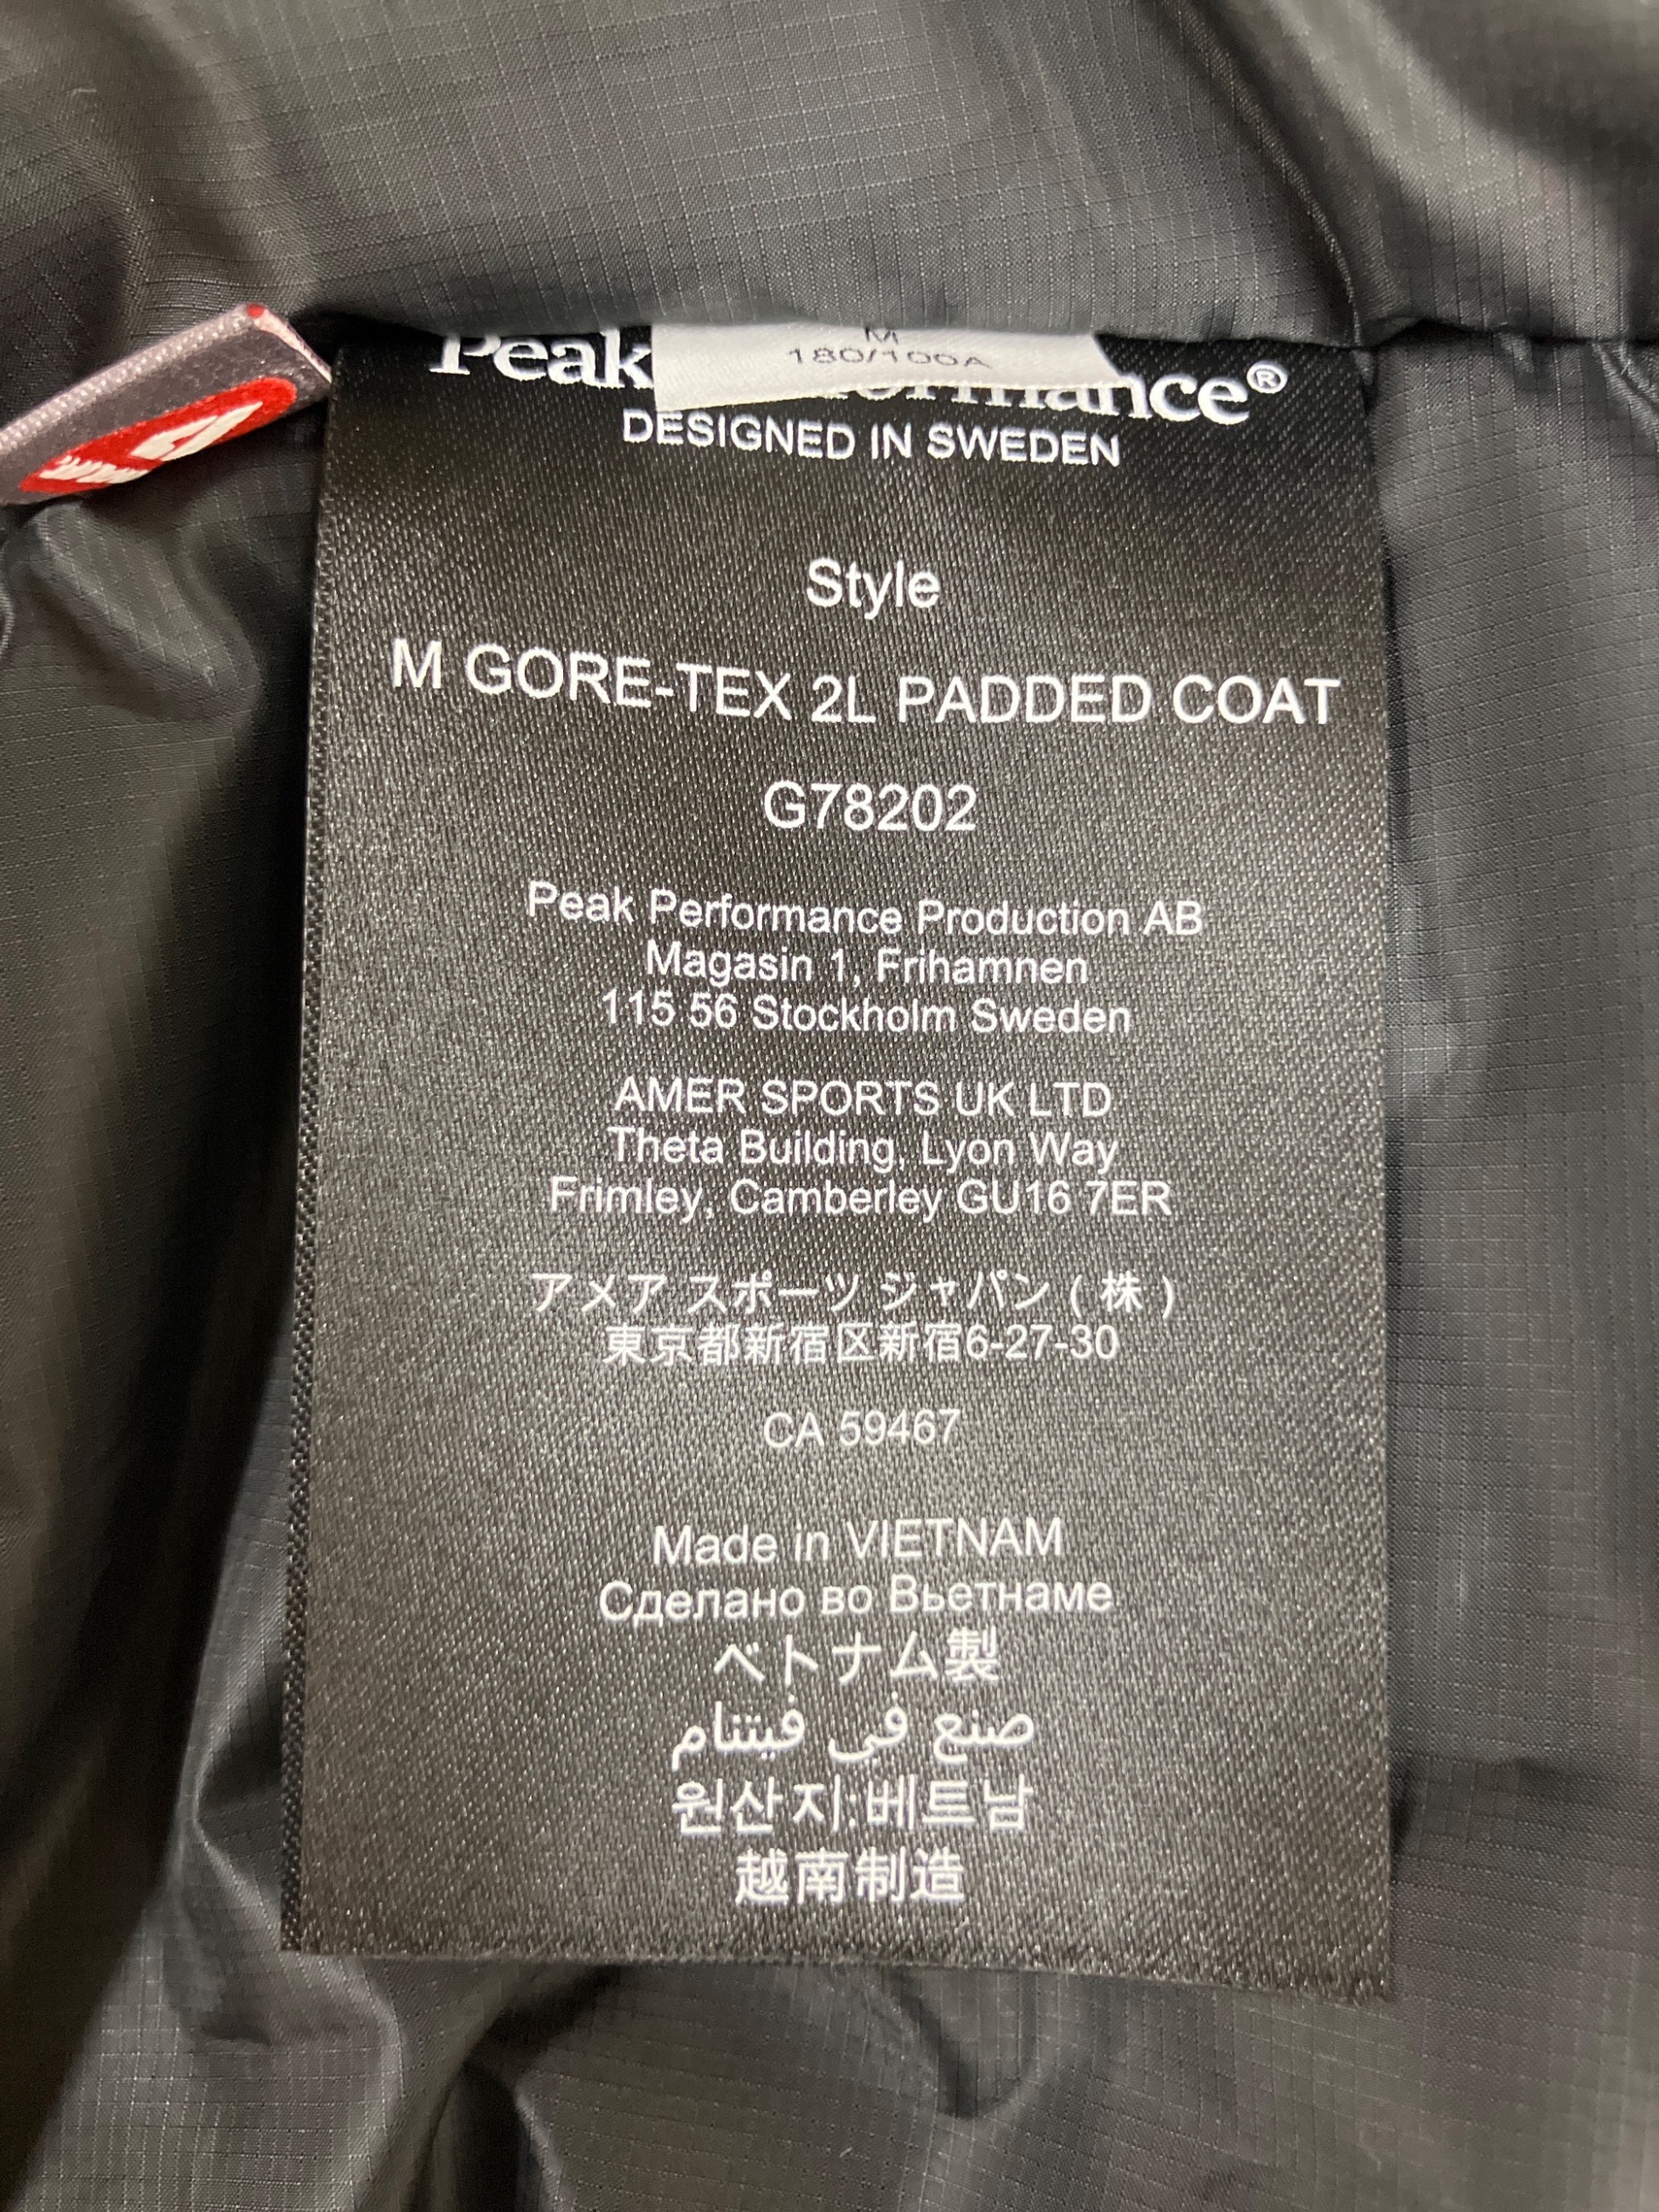 M
180/100A
Peak Performance®
DESIGNED IN SWEDEN
Style
M GORE-TEX 2L PADDED COAT
G78202
Peak Performance Production AB
Magasin 1, Frihamnen
115 56 Stockholm Sweden
AMER SPORTS UK LTD
Theta Building, Lyon Way
Frimley, Camberley GU16 7ER
アメア スポーツ ジャパン ( 株 )
東京都新宿区新宿6-27-30
CA 59467
Made in VIETNAM
Сделано во Вьетнаме
ベトナム製
صنع في فيتنام
원산지:베트남
越南制造